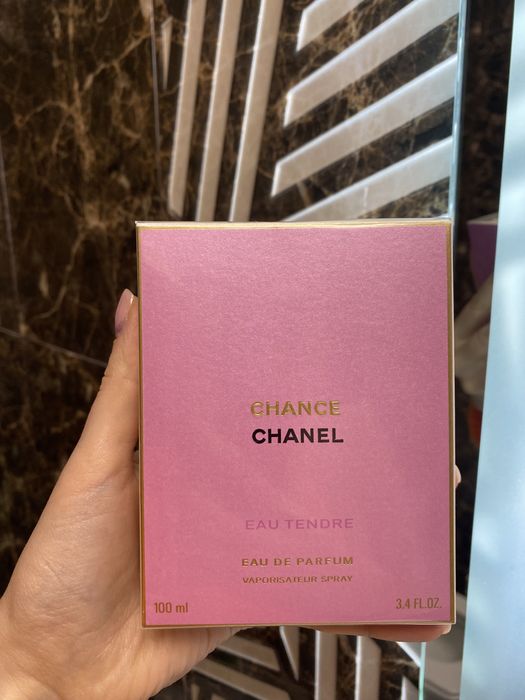 CHANCE
CHANEL
EAU TENDRE
EAU DE PARFUM
VAPORISATEUR SPRAY
100 ml 3.4 FL.OZ.